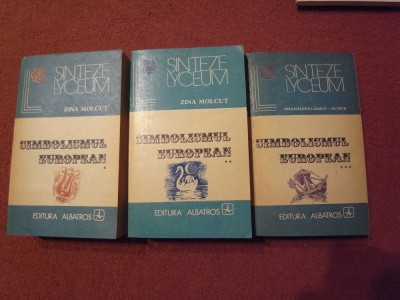 SINTEZE
LYCEUM
ZINA MOLCUȚ
SIMBOLISMUL
EUROPEAN
*
EDITURA ALBATROS
SINTEZE
LYCEUM
ZINA MOLCUȚ
SIMBOLISMUL
EUROPEAN
**
EDITURA ALBATROS
SINTEZE
LYCEUM
SIMBOLISMUL
EUROPEAN
***
EDITURA ALBATROS